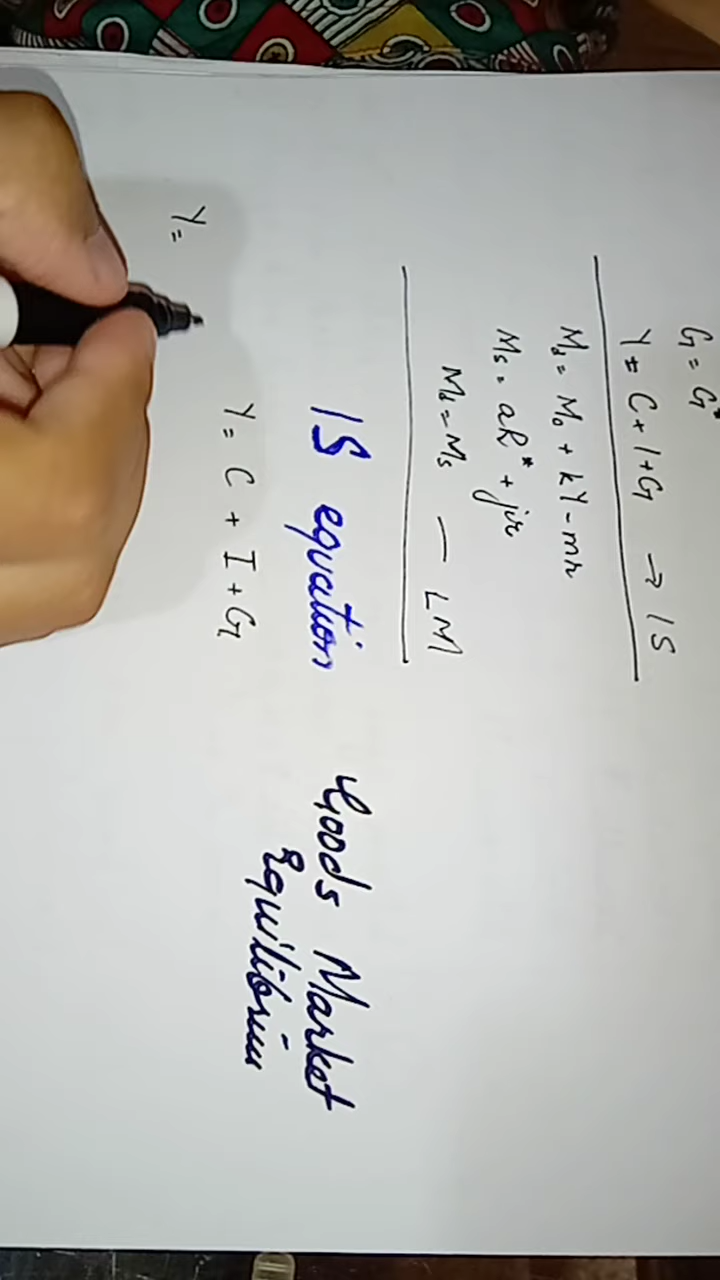 G = G*
Y = C + I + G → IS
Md = M0 + kY - mr
Ms = aR* + jr
Md = Ms — LM
IS equation Goods Market Equilibrium
Y = C + I + G
Y =